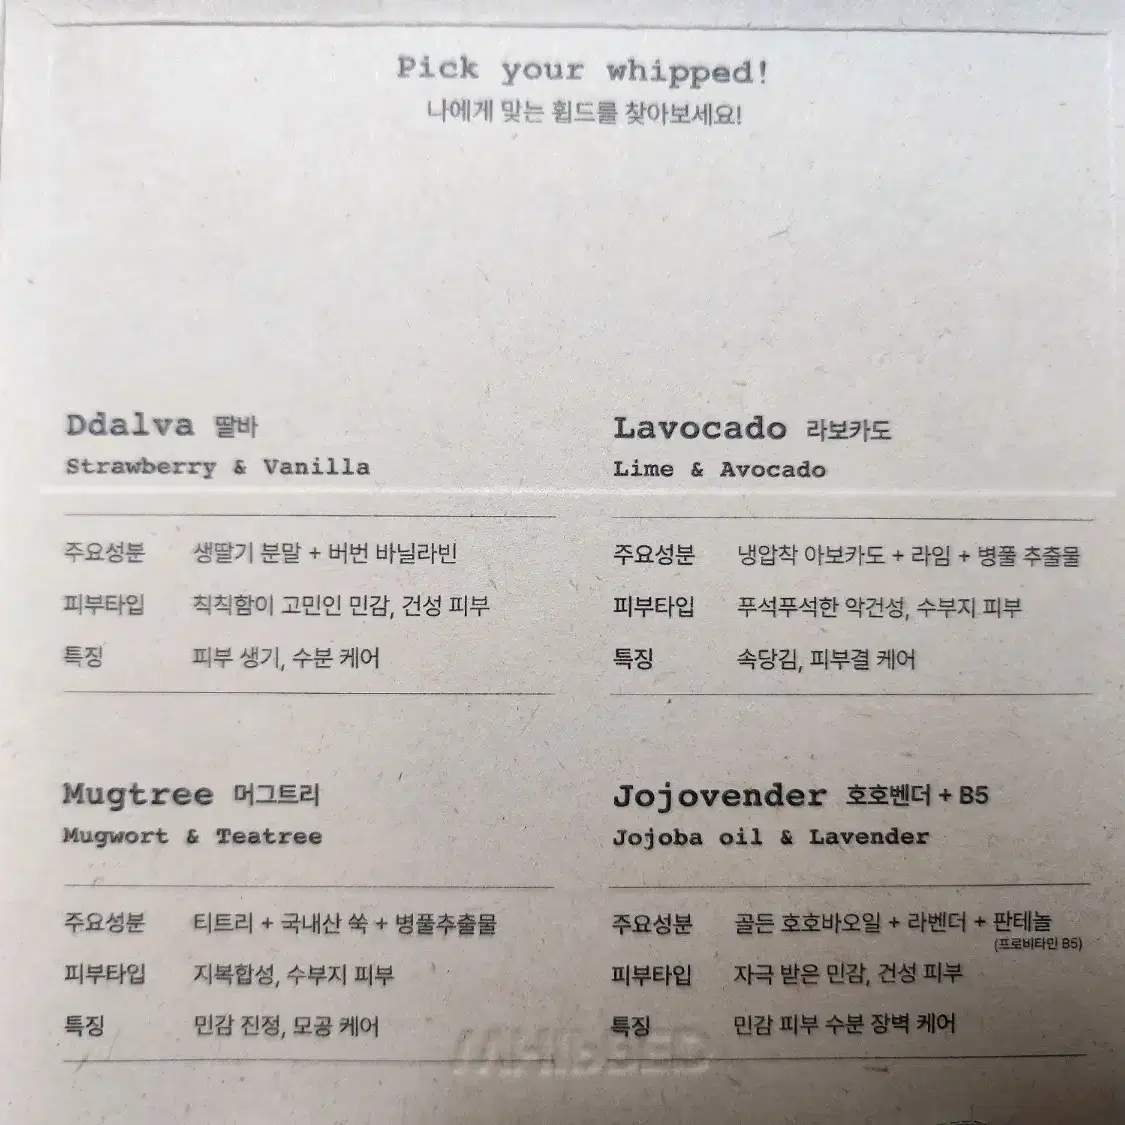 Pick your whipped!
나에게 맞는 휩드를 찾아보세요!
Ddalva 딸바
Strawberry & Vanilla
주요성분 생딸기 분말 + 버번 바닐라빈
피부타입 칙칙함이 고민인 민감, 건성 피부
특징 피부 생기, 수분 케어
Lavocado 라보카도
Lime & Avocado
주요성분 냉압착 아보카도 + 라임 + 병풀 추출물
피부타입 푸석푸석한 악건성, 수부지 피부
특징 속당김, 피부결 케어
Mugtree 머그트리
Mugwort & Teatree
주요성분 티트리 + 국내산 쑥 + 병풀추출물
피부타입 지복합성, 수부지 피부
특징 민감 진정, 모공 케어
Jojovender 호호벤더 + B5
Jojoba oil & Lavender
주요성분 골든 호호바오일 + 라벤더 + 판테놀
(프로비타민 B5)
피부타입 자극 받은 민감, 건성 피부
특징 민감 피부 수분 장벽 케어